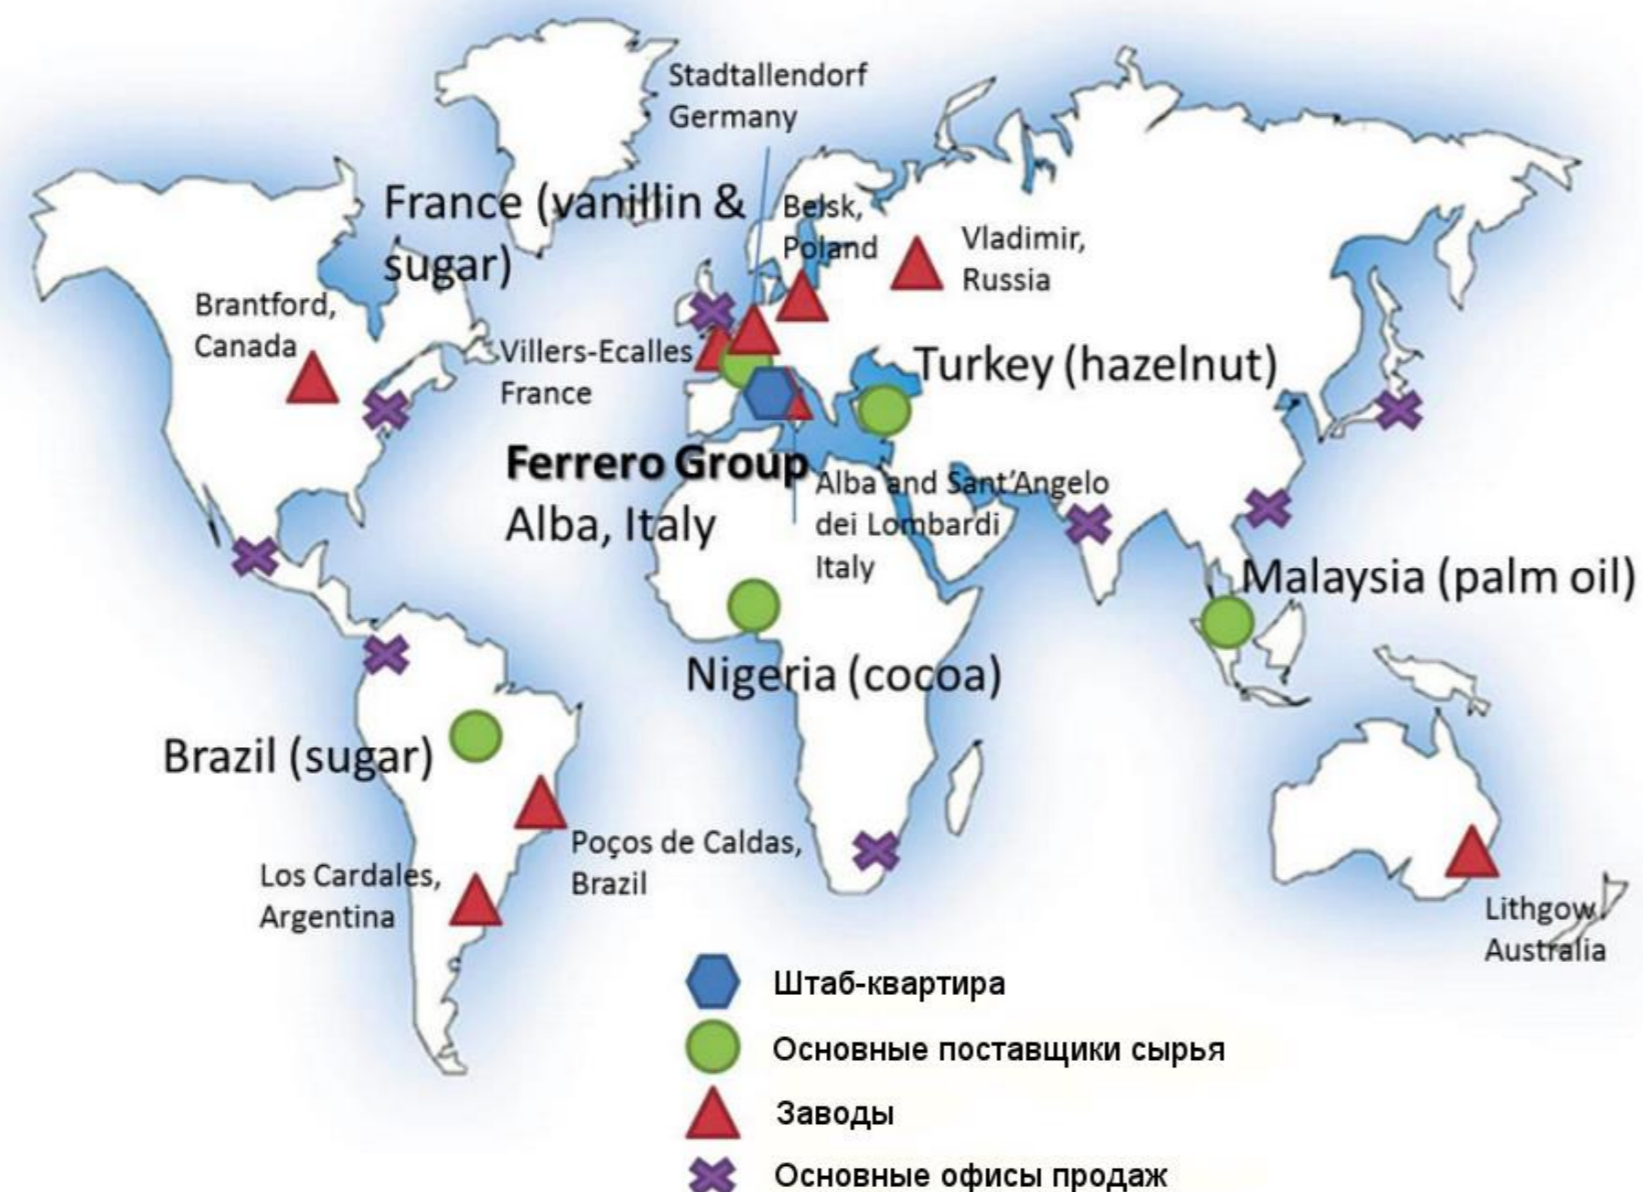 Stadtallendorf
Germany
France (vanillin &
sugar)
Belsk,
Poland
Vladimir,
Russia
Brantford,
Canada
Villers-Ecalles
France
Turkey (hazelnut)
Ferrero Group
Alba, Italy
Alba and Sant'Angelo
dei Lombardi
Italy
Malaysia (palm oil)
Nigeria (cocoa)
Brazil (sugar)
Poços de Caldas,
Brazil
Los Cardales,
Argentina
Lithgow,
Australia
Штаб-квартира
Основные поставщики сырья
Заводы
Основные офисы продаж